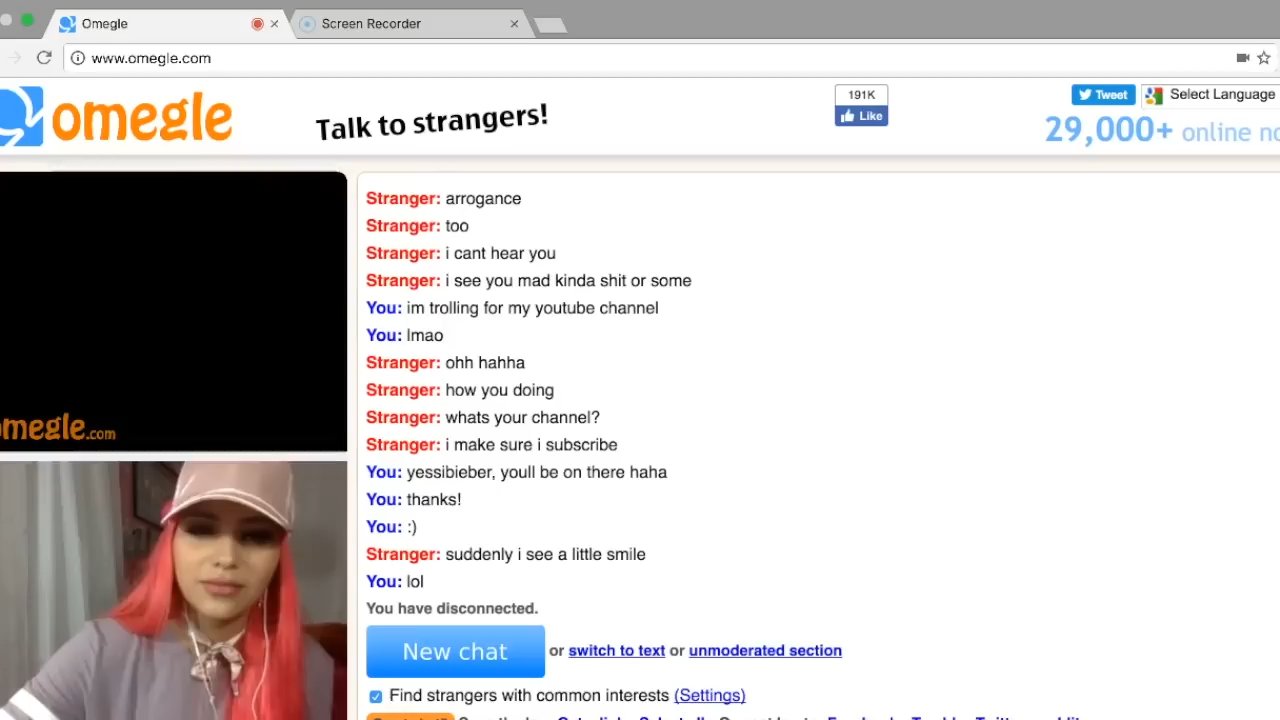 Omegle
Screen Recorder
www.omegle.com
omegle
Talk to strangers!
191K
Like
Tweet
Select Language
29,000+ online
Stranger: arrogance
Stranger: too
Stranger: i cant hear you
Stranger: i see you mad kinda shit or some
You: im trolling for my youtube channel
You: lmao
Stranger: ohh hahha
Stranger: how you doing
Stranger: whats your channel?
Stranger: i make sure i subscribe
You: yessibieber, youll be on there haha
You: thanks!
You: :)
Stranger: suddenly i see a little smile
You: lol
You have disconnected.
omegle.com
New chat or switch to text or unmoderated section
Find strangers with common interests (Settings)